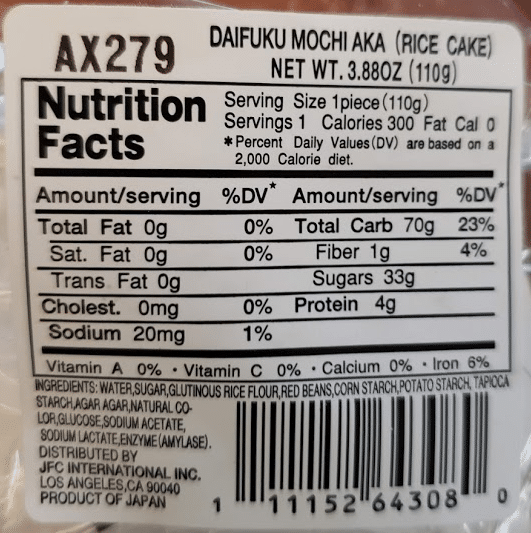 AX279
DAIFUKU MOCHI AKA (RICE CAKE)
NET WT. 3.88OZ (110g)
Nutrition Facts
Serving Size 1piece(110g)
Servings 1 Calories 300 Fat Cal 0
*Percent Daily Values(DV) are based on a
2,000 Calorie diet.
Amount/serving %DV* Amount/serving %DV*
Total Fat 0g 0% Total Carb 70g 23%
Sat. Fat 0g 0% Fiber 1g 4%
Trans Fat 0g Sugars 33g
Cholest. 0mg 0% Protein 4g
Sodium 20mg 1%
Vitamin A 0% • Vitamin C 0% • Calcium 0% • Iron 6%
INGREDIENTS: WATER,SUGAR,GLUTINOUS RICE FLOUR,RED BEANS,CORN STARCH,POTATO STARCH, TAPIOCA
STARCH,AGAR AGAR,NATURAL CO-
LOR,GLUCOSE,SODIUM ACETATE,
SODIUM LACTATE,ENZYME(AMYLASE).
DISTRIBUTED BY
JFC INTERNATIONAL INC.
LOS ANGELES,CA 90040
PRODUCT OF JAPAN
1 11152 64308 0